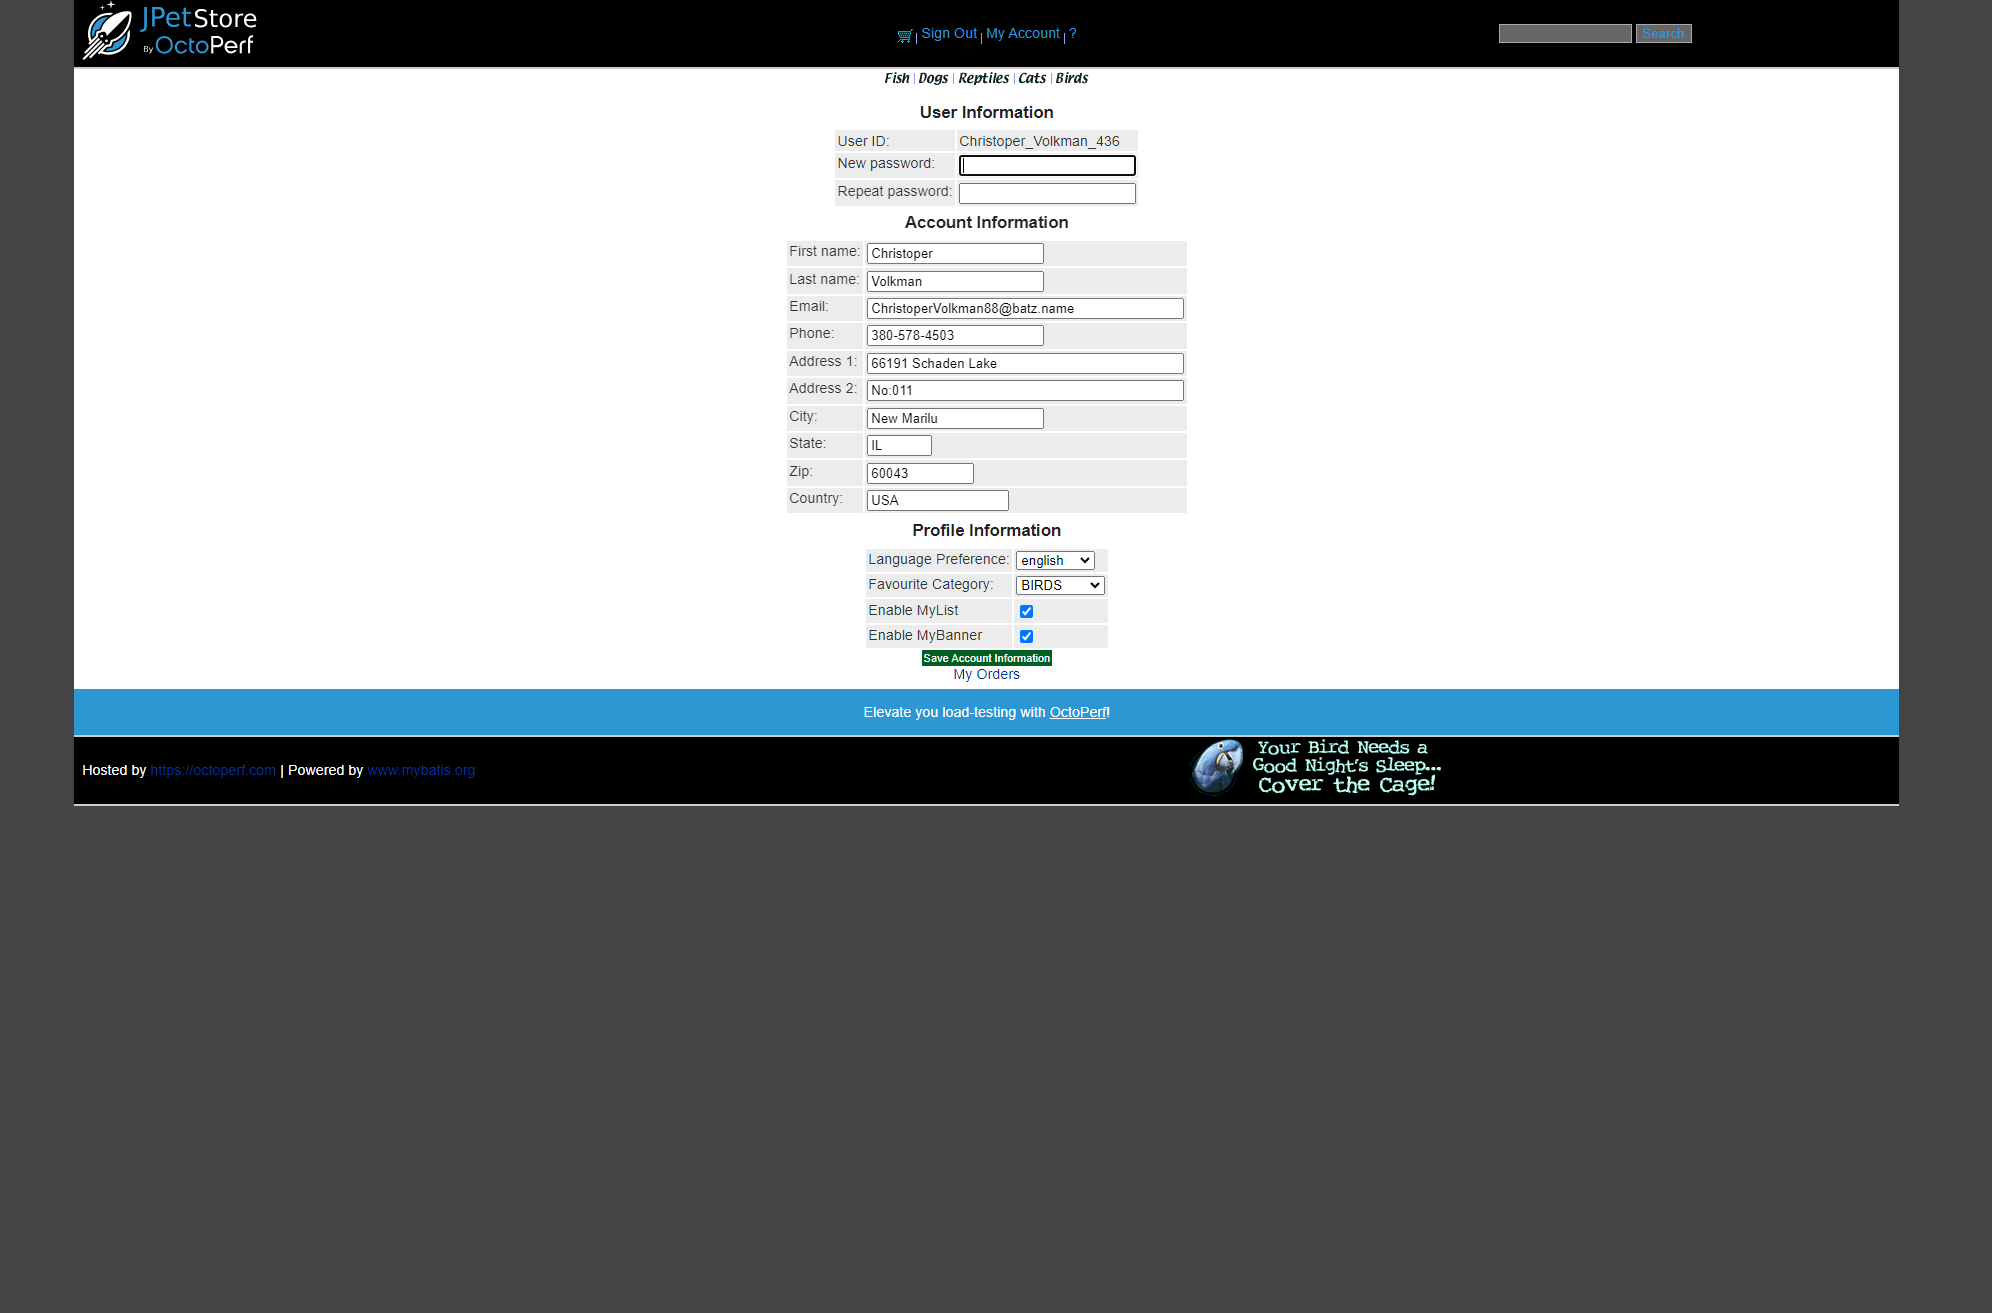 JPetStore
By OctoPerf
Sign Out | My Account | ?
Search
Fish | Dogs | Reptiles | Cats | Birds
User Information
User ID: Christoper_Volkman_436
New password:
Repeat password:
Account Information
First name: Christoper
Last name: Volkman
Email: ChristoperVolkman88@batz.name
Phone: 380-578-4503
Address 1: 66191 Schaden Lake
Address 2: No:011
City: New Marilu
State: IL
Zip: 60043
Country: USA
Profile Information
Language Preference: english
Favourite Category: BIRDS
Enable MyList
Enable MyBanner
Save Account Information
My Orders
Elevate you load-testing with OctoPerf!
Hosted by https://octoperf.com | Powered by www.mybatis.org
Your Bird Needs a
Good Night's Sleep...
Cover the Cage!